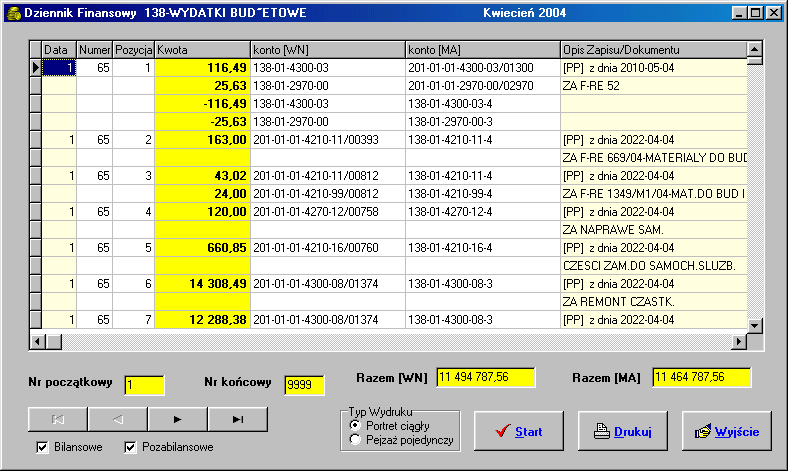 Dziennik Finansowy 138-WYDATKI BUD˝ETOWE Kwiecień 2004
Data Numer Pozycja Kwota konto [WN] konto [MA] Opis Zapisu/Dokumentu
1 65 1 116,49 138-01-4300-03 201-01-01-4300-03/01300 [PP] z dnia 2010-05-04
25,63 138-01-2970-00 201-01-01-2970-00/02970 ZA F-RE 52
-116,49 138-01-4300-03 138-01-4300-03-4
-25,63 138-01-2970-00 138-01-2970-00-3
1 65 2 163,00 201-01-01-4210-11/00393 138-01-4210-11-4 [PP] z dnia 2022-04-04
ZA F-RE 669/04-MATERIALY DO BUD
1 65 3 43,02 201-01-01-4210-11/00812 138-01-4210-11-4 [PP] z dnia 2022-04-04
24,00 201-01-01-4210-99/00812 138-01-4210-99-4 ZA F-RE 1349/M1/04-MAT.DO BUD I
1 65 4 120,00 201-01-01-4270-12/00758 138-01-4270-12-4 [PP] z dnia 2022-04-04
ZA NAPRAWE SAM.
1 65 5 660,85 201-01-01-4210-16/00760 138-01-4210-16-4 [PP] z dnia 2022-04-04
CZESCI ZAM.DO SAMOCH.SLUZB.
1 65 6 14 308,49 201-01-01-4300-08/01374 138-01-4300-08-3 [PP] z dnia 2022-04-04
ZA REMONT CZASTK.
1 65 7 12 288,38 201-01-01-4300-08/01374 138-01-4300-08-3 [PP] z dnia 2022-04-04
Nr początkowy 1 Nr końcowy 9999 Razem [WN] 11 494 787,56 Razem [MA] 11 464 787,56
Typ Wydruku
Portret ciągły
Pejzaż pojedynczy
Start Drukuj Wyjście
Bilansowe Pozabilansowe